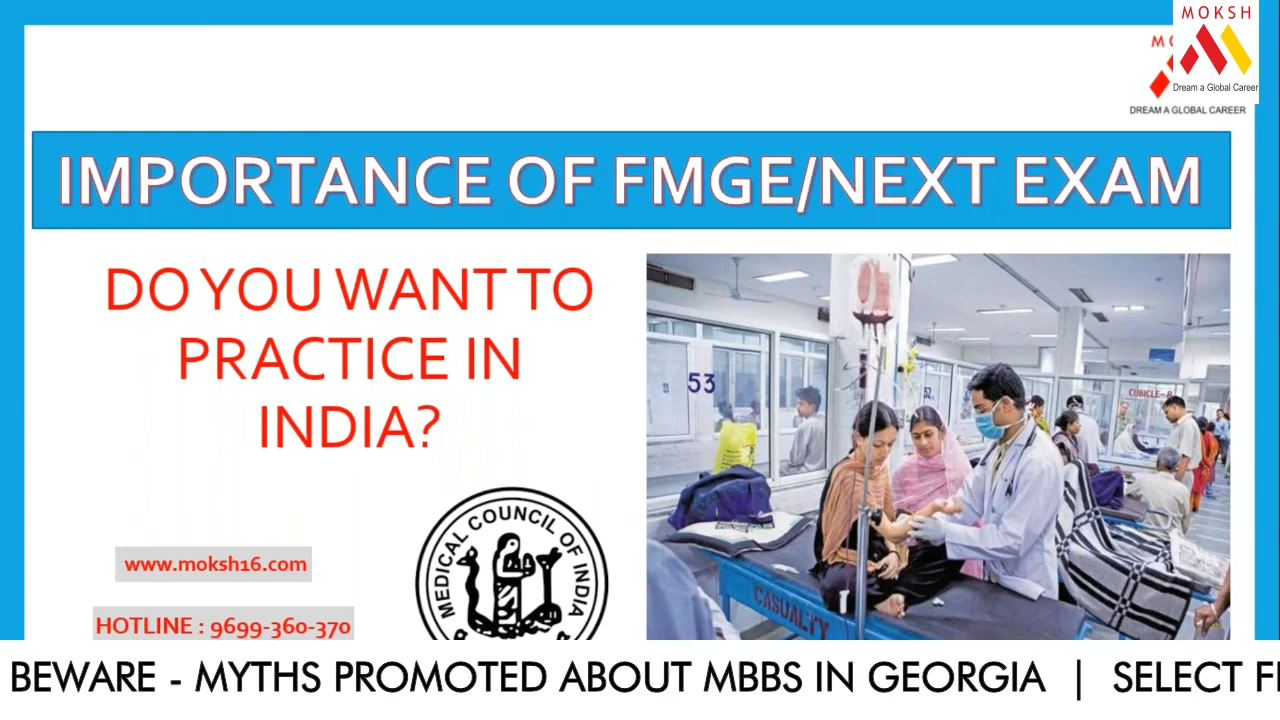 MOKSH
Dream a Global Career
DREAM A GLOBAL CAREER
IMPORTANCE OF FMGE/NEXT EXAM
DO YOU WANT TO
PRACTICE IN
INDIA?
53
52
CUBICLE-
CASUALTY
MEDICAL COUNCIL OF INDIA
www.moksh16.com
HOTLINE : 9699-360-370
BEWARE - MYTHS PROMOTED ABOUT MBBS IN GEORGIA | SELECT